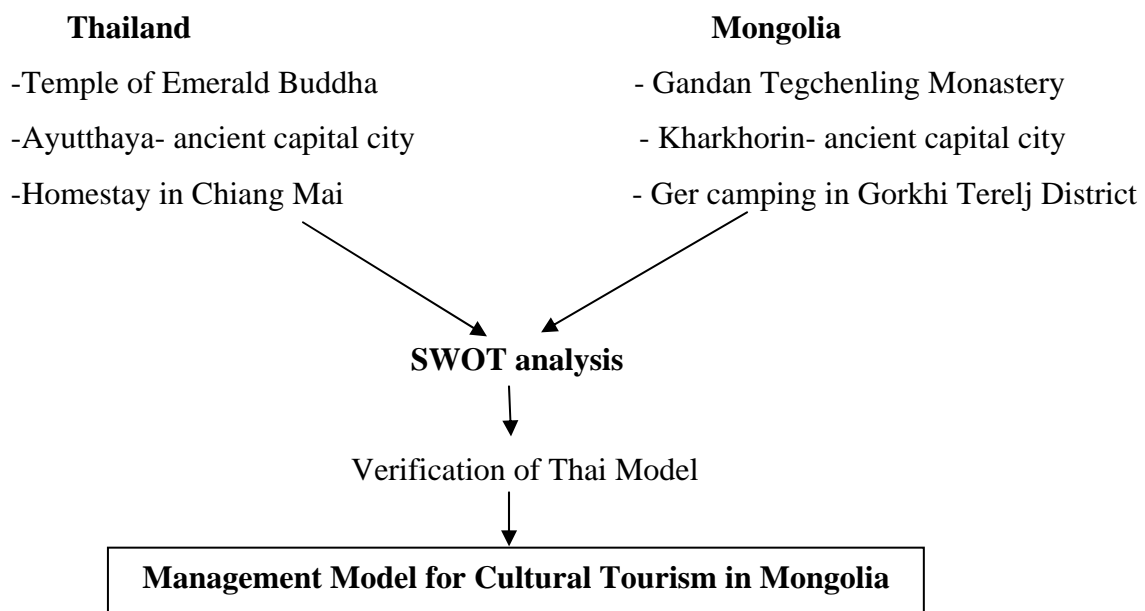 Thailand
-Temple of Emerald Buddha
-Ayutthaya- ancient capital city
-Homestay in Chiang Mai
Mongolia
- Gandan Tegchenling Monastery
- Kharkhorin- ancient capital city
- Ger camping in Gorkhi Terelj District
SWOT analysis
Verification of Thai Model
Management Model for Cultural Tourism in Mongolia